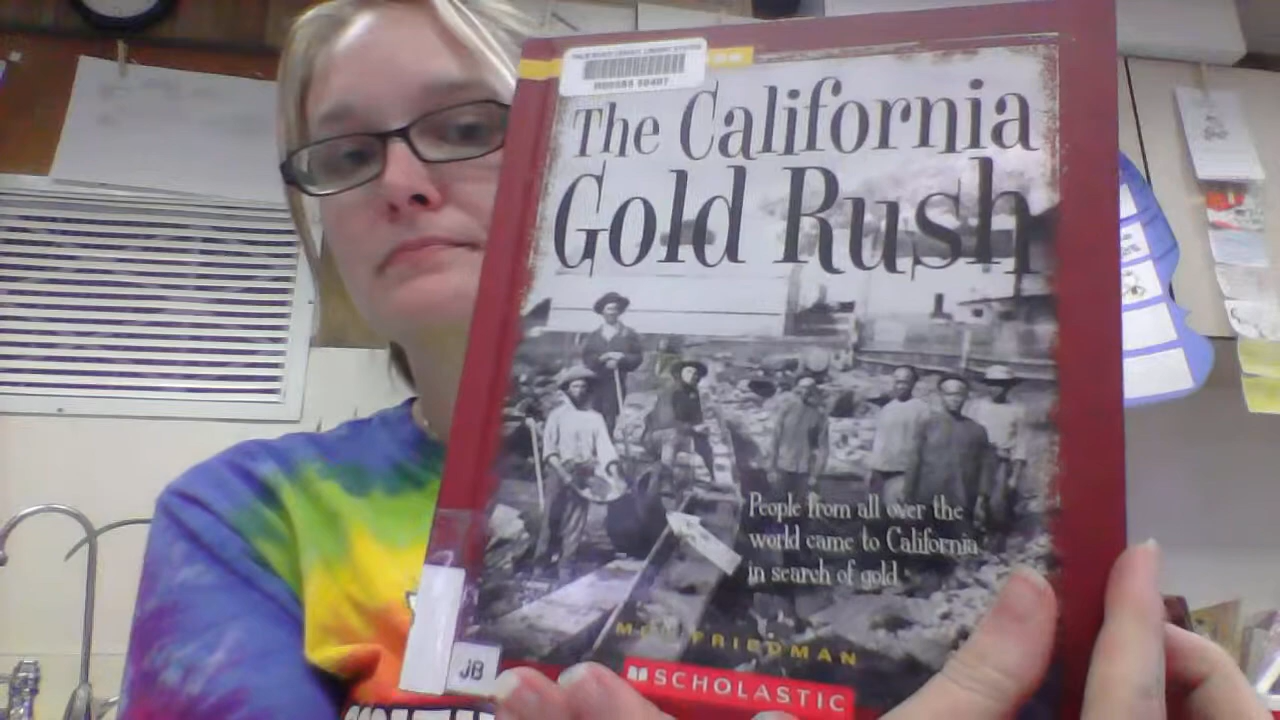 The California
Gold Rush
People from all over the
world came to California
in search of gold.
MEL FRIEDMAN
SCHOLASTIC
JB